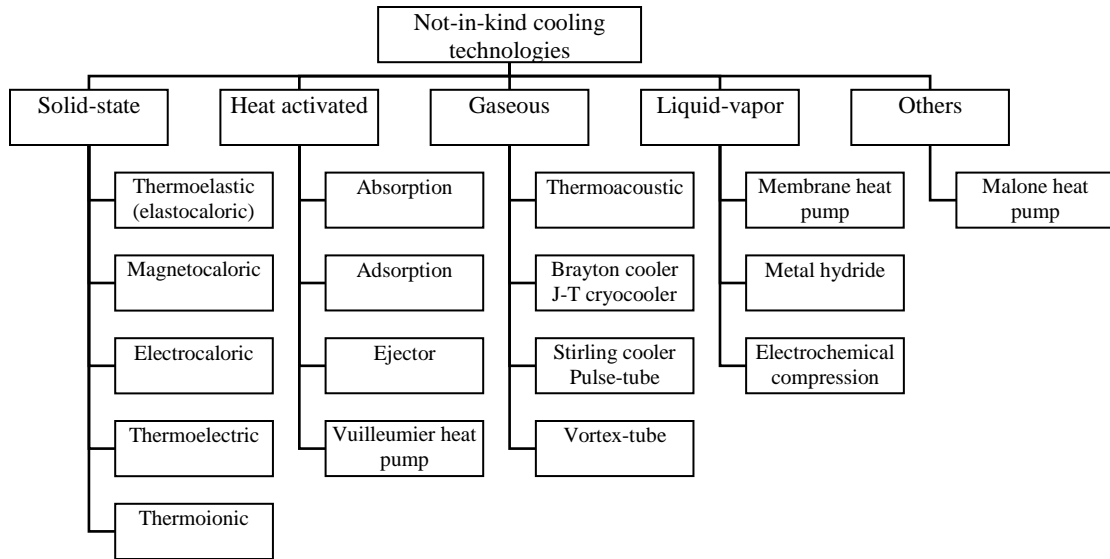 Not-in-kind cooling
technologies
Solid-state
Heat activated
Gaseous
Liquid-vapor
Others
Thermoelastic
(elastocaloric)
Magnetocaloric
Electrocaloric
Thermoelectric
Thermoionic
Absorption
Adsorption
Ejector
Vuilleumier heat
pump
Thermoacoustic
Brayton cooler
J-T cryocooler
Stirling cooler
Pulse-tube
Vortex-tube
Membrane heat
pump
Metal hydride
Electrochemical
compression
Malone heat
pump